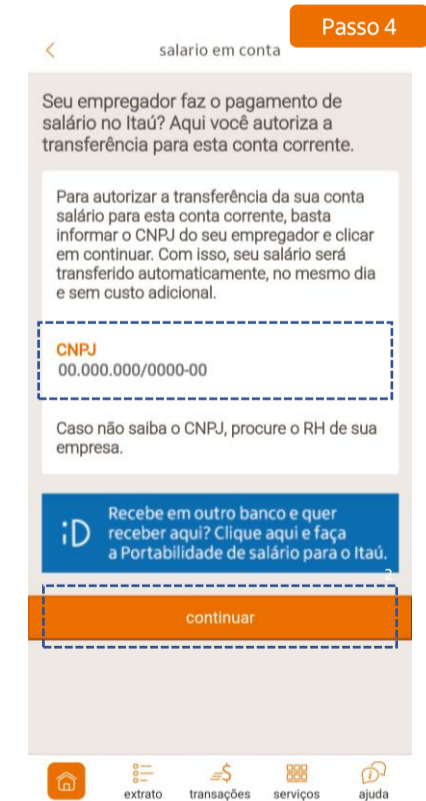 Passo 4
salario em conta
Seu empregador faz o pagamento de
salário no Itaú? Aqui você autoriza a
transferência para esta conta corrente.
Para autorizar a transferência da sua conta
salário para esta conta corrente, basta
informar o CNPJ do seu empregador e clicar
em continuar. Com isso, seu salário será
transferido automaticamente, no mesmo dia
e sem custo adicional.
CNPJ
00.000.000/0000-00
Caso não saiba o CNPJ, procure o RH de sua
empresa.
iD
Recebe em outro banco e quer
receber aqui? Clique aqui e faça
a Portabilidade de salário para o Itaú.
2
continuar
extrato transações serviços ajuda